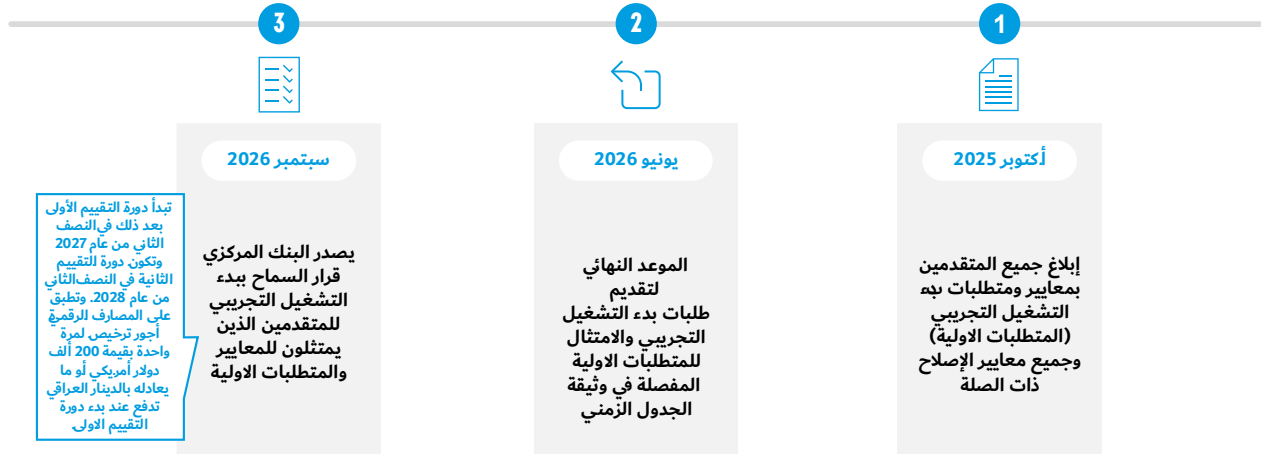 1
أكتوبر 2025
إبلاغ جميع المتقدمين
بمعايير ومتطلبات بدء
التشغيل التجريبي
(المتطلبات الاولية)
وجميع معايير الإصلاح
ذات الصلة
2
يونيو 2026
الموعد النهائي
لتقديم
طلبات بدء التشغيل
التجريبي والامتثال
للمتطلبات الاولية
المفصلة في وثيقة
الجدول الزمني
3
سبتمبر 2026
يصدر البنك المركزي
قرار السماح ببدء
التشغيل التجريبي
للمتقدمين الذين
يمتثلون للمعايير
والمتطلبات الاولية
تبدأ دورة التقييم الأولى
بعد ذلك في النصف
الثاني من عام 2027
وتكون دورة التقييم
الثانية في النصف الثاني
من عام 2028. وتطبق
على المصارف الرقمية
أجور ترخيص لمرة
واحدة بقيمة 200 ألف
دولار أمريكي أو ما
يعادله بالدينار العراقي
تدفع عند بدء دورة
التقييم الاولى.